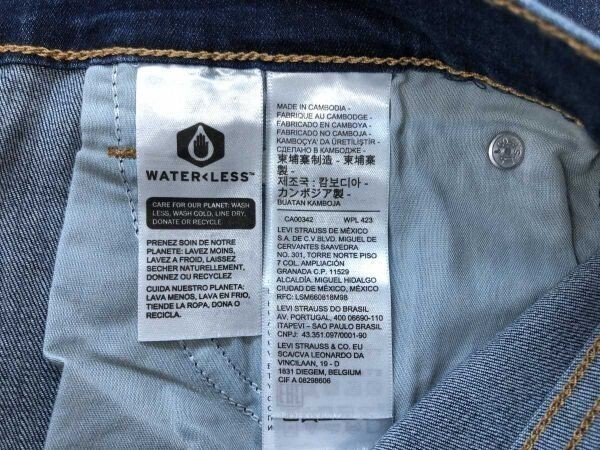 WATER<LESS™
CARE FOR OUR PLANET: WASH
LESS, WASH COLD, LINE DRY,
DONATE OR RECYCLE.
PRENEZ SOIN DE NOTRE
PLANETE: LAVEZ MOINS,
LAVEZ A FROID, LAISSEZ
SECHER NATURELLEMENT,
DONNEZ OU RECYCLEZ
CUIDA NUESTRO PLANETA:
LAVA MENOS, LAVA EN FRIO,
TIENDE LA ROPA, DONA O
RECICLA.
MADE IN CAMBODIA -
FABRIQUE AU CAMBODGE -
FABRICADO EN CAMBOYA -
FABRICADO NO CAMBOJA -
KAMBOÇYA' DA ÜRETİLİŞTİR -
СДЕЛАНО В КАМБОДЖЕ -
柬埔寨制造 - 柬埔寨
製 -
제조국 : 캄보디아 -
カンボジア製 -
BUATAN KAMBOJA
CA00342 WPL 423
LEVI STRAUSS DE MÉXICO
S.A. DE C.V.BLVD. MIGUEL DE
CERVANTES SAAVEDRA
NO. 301, TORRE NORTE PISO
7 COL. AMPLIACIÓN
GRANADA C.P. 11529
ALCALDÍA. MIGUEL HIDALGO
CIUDAD DE MÉXICO, MÉXICO
RFC: LSM660818M98
LEVI STRAUSS DO BRASIL
AV, PORTUGAL, 400 06690-110
ITAPEVI – SAO PAULO BRASIL
CNPJ: 43.351.097/0001-90
LEVI STRAUSS & CO. EU
SCA/CVA LEONARDO DA
VINCILAAN, 19 - D
1831 DIEGEM, BELGIUM
CIF A 08298606